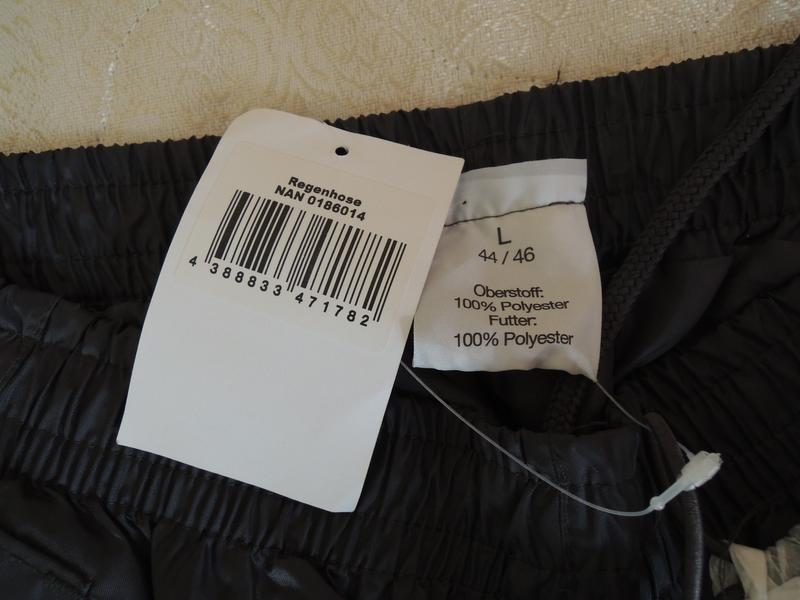 Regenhose
NAN 0186014
4 388833 471782
L
44 / 46
Oberstoff:
100% Polyester
Futter:
100% Polyester